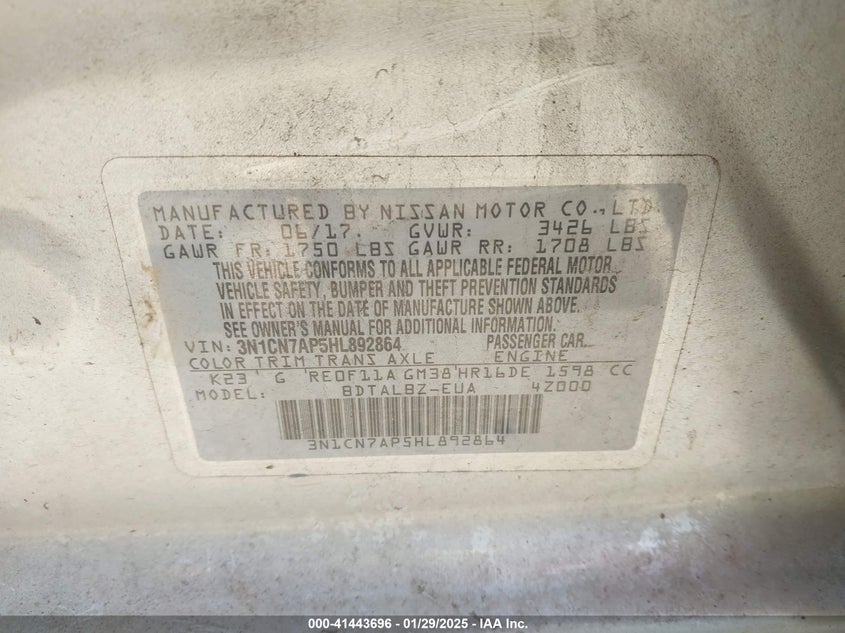 MANUFACTURED BY NISSAN MOTOR CO., LTD.
DATE: 06/17. GVWR: 3426 LBS
GAWR FR: 1750 LBS GAWR RR: 1708 LBS
THIS VEHICLE CONFORMS TO ALL APPLICABLE FEDERAL MOTOR
VEHICLE SAFETY, BUMPER AND THEFT PREVENTION STANDARDS
IN EFFECT ON THE DATE OF MANUFACTURE SHOWN ABOVE.
SEE OWNER'S MANUAL FOR ADDITIONAL INFORMATION.
VIN: 3N1CN7AP5HL892864 PASSENGER CAR
COLOR TRIM TRANS AXLE ENGINE
K23 G RE0F11A GM38 HR16DE 1598 CC
MODEL: BDTALBZ-EUA 4Z000
3N1CN7AP5HL892864
000-41443696 - 01/29/2025 - IAA Inc.